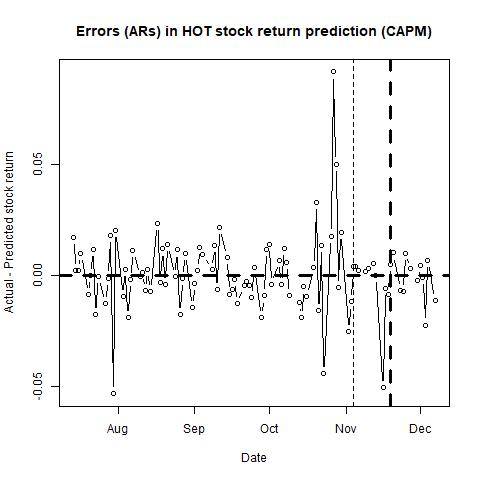 Errors (ARs) in HOT stock return prediction (CAPM)
Actual - Predicted stock return
0.05
0.00
-0.05
Aug Sep Oct Nov Dec
Date